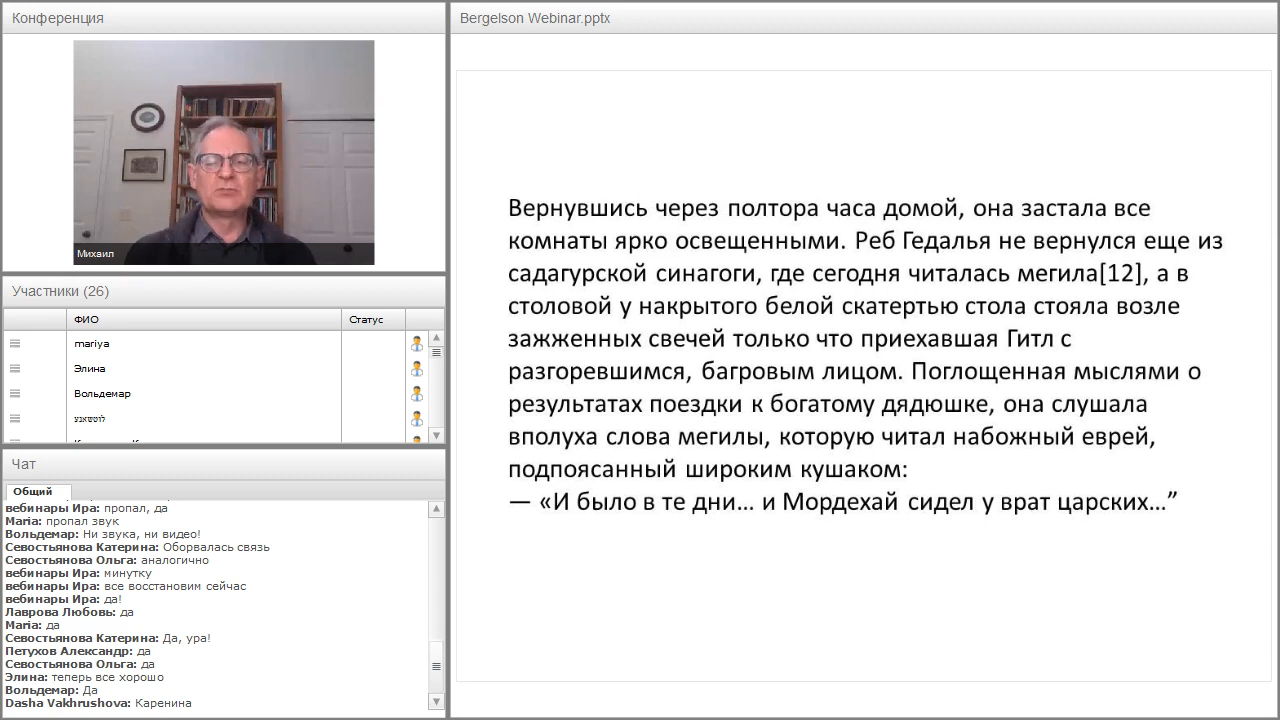 Конференция
Михаил
Участники (26)
ФИО
Статус
mariya
Элина
Вольдемар
Чат
Общий
вебинары Ира: пропал, да
Maria: пропал звук
Вольдемар: Ни звука, ни видео!
Севостьянова Катерина: Оборвалась связь
Севостьянова Ольга: аналогично
вебинары Ира: минутку
вебинары Ира: все восстановим сейчас
вебинары Ира: да!
Лаврова Любовь: да
Maria: да
Севостьянова Катерина: Да, ура!
Петухов Александр: да
Севостьянова Ольга: да
Элина: теперь все хорошо
Вольдемар: Да
Dasha Vakhrushova: Каренина
Bergelson Webinar.pptx
Вернувшись через полтора часа домой, она застала все
комнаты ярко освещенными. Реб Гедалья не вернулся еще из
садагурской синагоги, где сегодня читалась мегила[12], а в
столовой у накрытого белой скатертью стола стояла возле
зажженных свечей только что приехавшая Гитл с
разгоревшимся, багровым лицом. Поглощенная мыслями о
результатах поездки к богатому дядюшке, она слушала
вполуха слова мегилы, которую читал набожный еврей,
подпоясанный широким кушаком:
— «И было в те дни… и Мордехай сидел у врат царских…”